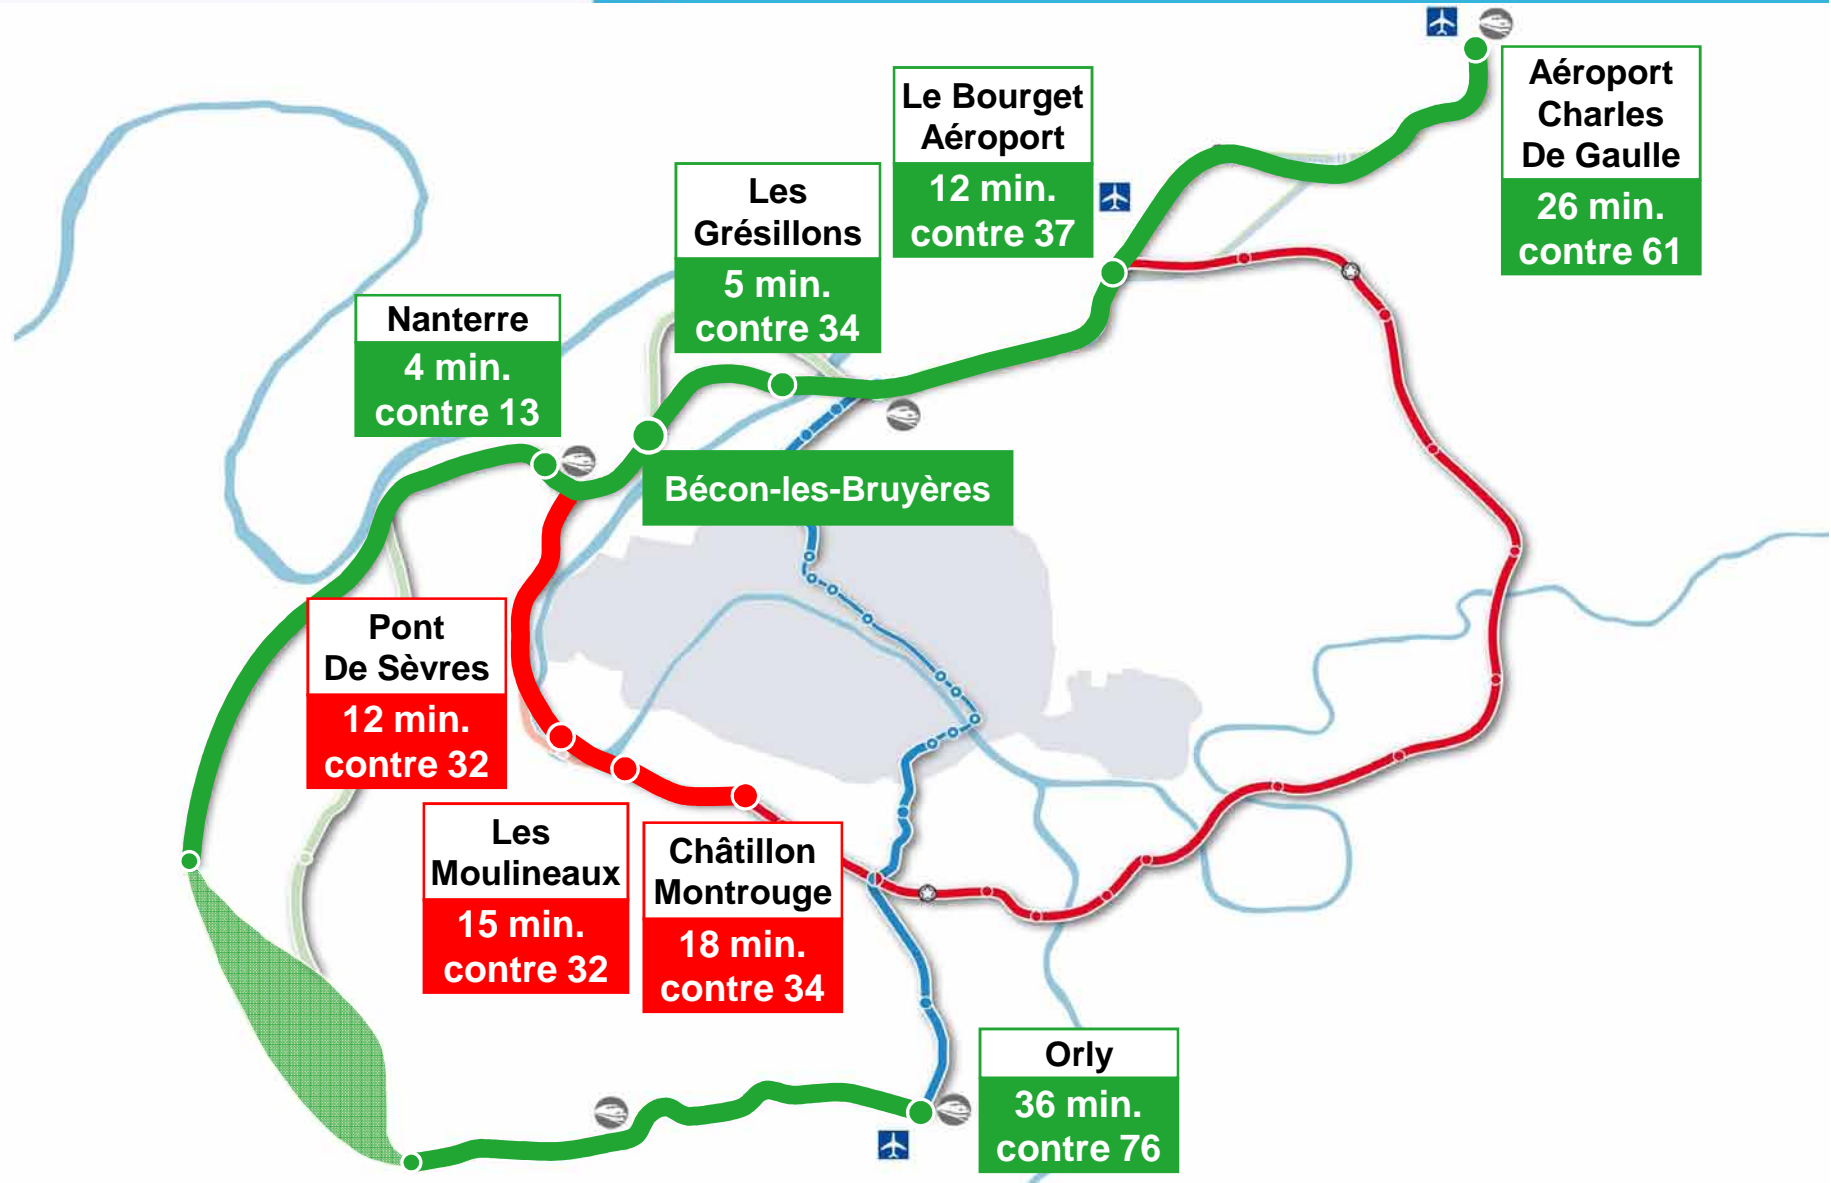 Aéroport
Charles
De Gaulle
26 min.
contre 61
Le Bourget
Aéroport
12 min.
contre 37
Les
Grésillons
5 min.
contre 34
Nanterre
4 min.
contre 13
Bécon-les-Bruyères
Pont
De Sèvres
12 min.
contre 32
Les
Moulineaux
15 min.
contre 32
Châtillon
Montrouge
18 min.
contre 34
Orly
36 min.
contre 76